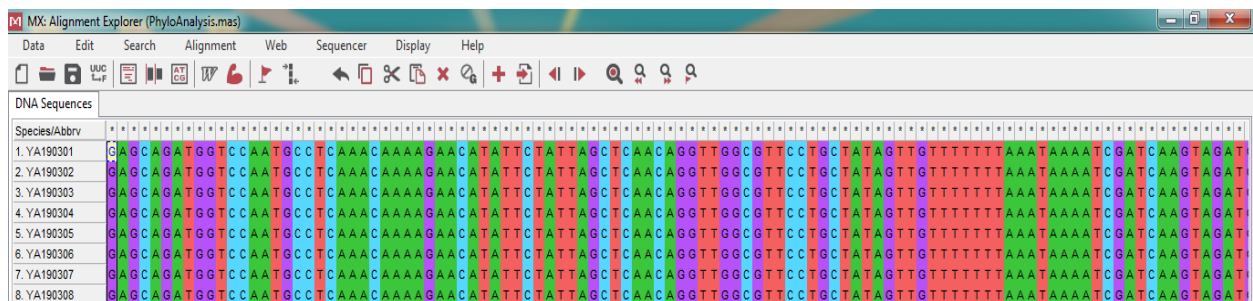 MX: Alignment Explorer (PhyloAnalysis.mas)
Data Edit Search Alignment Web Sequencer Display Help
DNA Sequences
Species/Abbrv * * * * * * * * * * * * * * * * * * * * * * * * * * * * * * * * * * * * * * * * * * * * * * * * * * * * * * * * * * * * * * * * * * * * * * * * * * * * * * * * * * * * * * * * * * * * * * * * * * * * * * * *
1. YA190301 GAGCAGATGGTCCAATGCCTCAAACAAAAGAACATATTCTATTAGCTCAACAGGTTGGCGTTCCTGCTATAGTTGTTTTTTTAAATAAAATCGATCAAGTAGAT
2. YA190302 GAGCAGATGGTCCAATGCCTCAAACAAAAGAACATATTCTATTAGCTCAACAGGTTGGCGTTCCTGCTATAGTTGTTTTTTTAAATAAAATCGATCAAGTAGAT
3. YA190303 GAGCAGATGGTCCAATGCCTCAAACAAAAGAACATATTCTATTAGCTCAACAGGTTGGCGTTCCTGCTATAGTTGTTTTTTTAAATAAAATCGATCAAGTAGAT
4. YA190304 GAGCAGATGGTCCAATGCCTCAAACAAAAGAACATATTCTATTAGCTCAACAGGTTGGCGTTCCTGCTATAGTTGTTTTTTTAAATAAAATCGATCAAGTAGAT
5. YA190305 GAGCAGATGGTCCAATGCCTCAAACAAAAGAACATATTCTATTAGCTCAACAGGTTGGCGTTCCTGCTATAGTTGTTTTTTTAAATAAAATCGATCAAGTAGAT
6. YA190306 GAGCAGATGGTCCAATGCCTCAAACAAAAGAACATATTCTATTAGCTCAACAGGTTGGCGTTCCTGCTATAGTTGTTTTTTTAAATAAAATCGATCAAGTAGAT
7. YA190307 GAGCAGATGGTCCAATGCCTCAAACAAAAGAACATATTCTATTAGCTCAACAGGTTGGCGTTCCTGCTATAGTTGTTTTTTTAAATAAAATCGATCAAGTAGAT
8. YA190308 GAGCAGATGGTCCAATGCCTCAAACAAAAGAACATATTCTATTAGCTCAACAGGTTGGCGTTCCTGCTATAGTTGTTTTTTTAAATAAAATCGATCAAGTAGAT